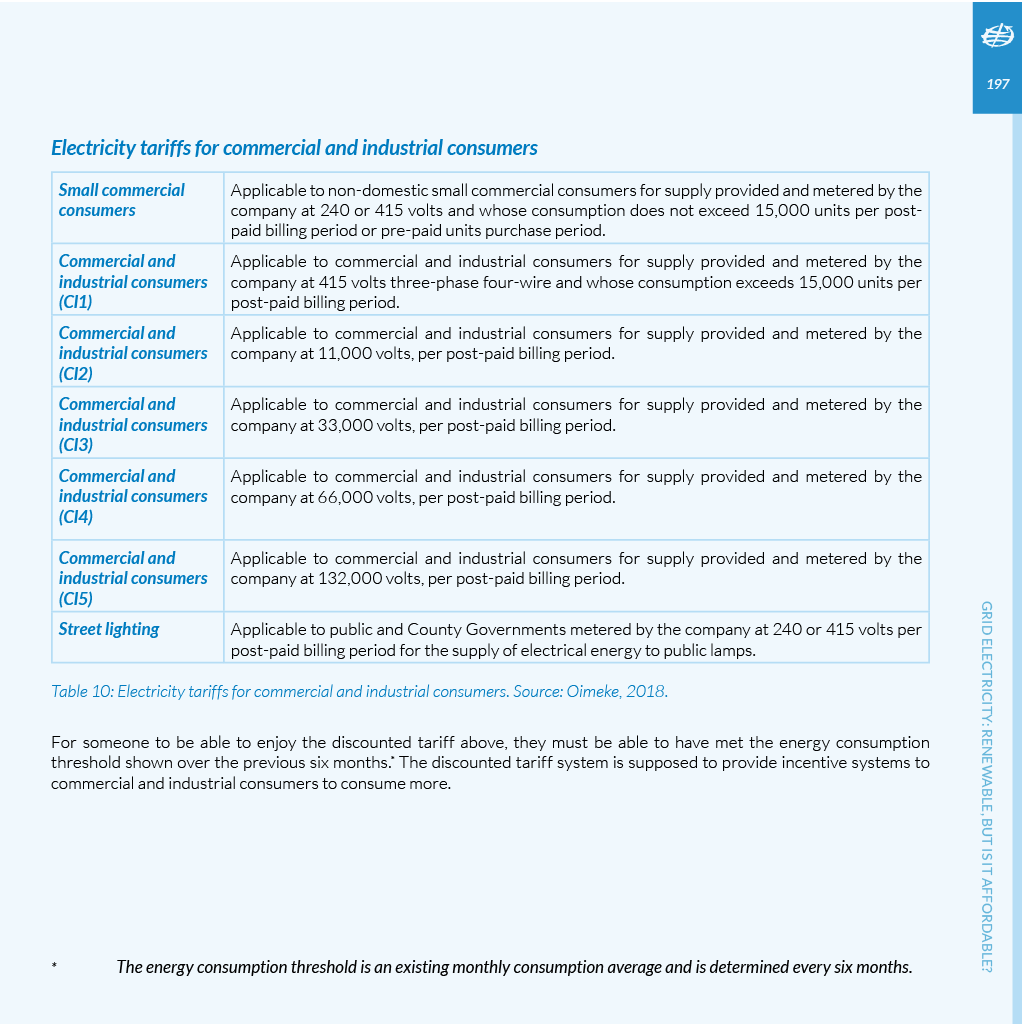 197
Electricity tariffs for commercial and industrial consumers
Small commercial
consumers
Applicable to non-domestic small commercial consumers for supply provided and metered by the
company at 240 or 415 volts and whose consumption does not exceed 15,000 units per post-
paid billing period or pre-paid units purchase period.
Commercial and
industrial consumers
(CI1)
Applicable to commercial and industrial consumers for supply provided and metered by the
company at 415 volts three-phase four-wire and whose consumption exceeds 15,000 units per
post-paid billing period.
Commercial and
industrial consumers
(CI2)
Applicable to commercial and industrial consumers for supply provided and metered by the
company at 11,000 volts, per post-paid billing period.
Commercial and
industrial consumers
(CI3)
Applicable to commercial and industrial consumers for supply provided and metered by the
company at 33,000 volts, per post-paid billing period.
Commercial and
industrial consumers
(CI4)
Applicable to commercial and industrial consumers for supply provided and metered by the
company at 66,000 volts, per post-paid billing period.
Commercial and
industrial consumers
(CI5)
Applicable to commercial and industrial consumers for supply provided and metered by the
company at 132,000 volts, per post-paid billing period.
Street lighting
Applicable to public and County Governments metered by the company at 240 or 415 volts per
post-paid billing period for the supply of electrical energy to public lamps.
Table 10: Electricity tariffs for commercial and industrial consumers. Source: Oimeke, 2018.
For someone to be able to enjoy the discounted tariff above, they must be able to have met the energy consumption
threshold shown over the previous six months.* The discounted tariff system is supposed to provide incentive systems to
commercial and industrial consumers to consume more.
* The energy consumption threshold is an existing monthly consumption average and is determined every six months.
GRID ELECTRICITY: RENEWABLE, BUT IS IT AFFORDABLE?